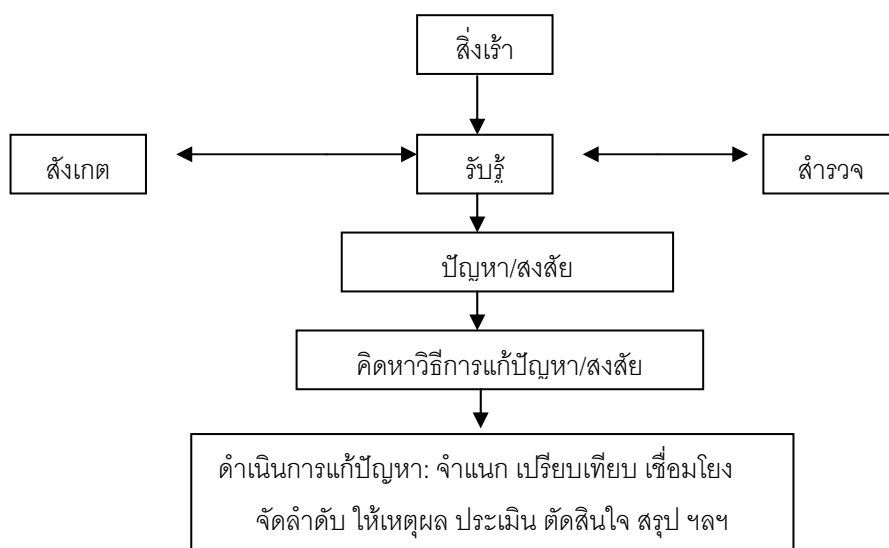 สิ่งเร้า
สังเกต
รับรู้
สำรวจ
ปัญหา/สงสัย
คิดหาวิธีการแก้ปัญหา/สงสัย
ดำเนินการแก้ปัญหา: จำแนก เปรียบเทียบ เชื่อมโยง
จัดลำดับ ให้เหตุผล ประเมิน ตัดสินใจ สรุป ฯลฯ